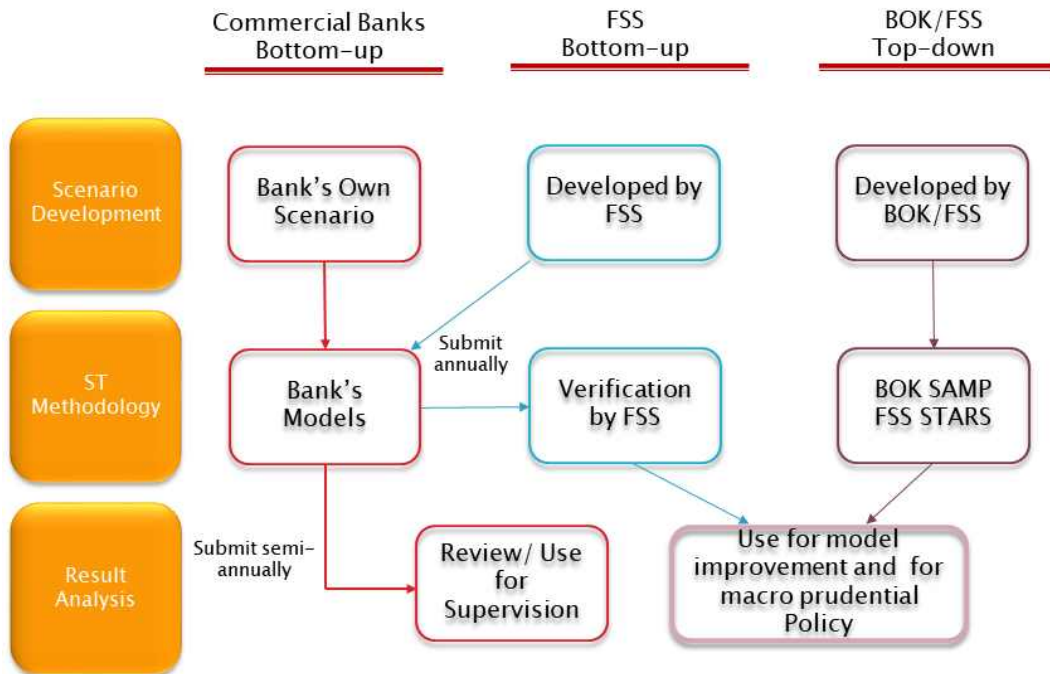 Commercial Banks
Bottom-up
FSS
Bottom-up
BOK/FSS
Top-down
Scenario
Development
Bank's Own
Scenario
Developed by
FSS
Developed by
BOK/FSS
ST
Methodology
Bank's
Models
Submit
annually
Verification
by FSS
BOK SAMP
FSS STARS
Result
Analysis
Submit semi-
annually
Review/ Use
for
Supervision
Use for model
improvement and for
macro prudential
Policy